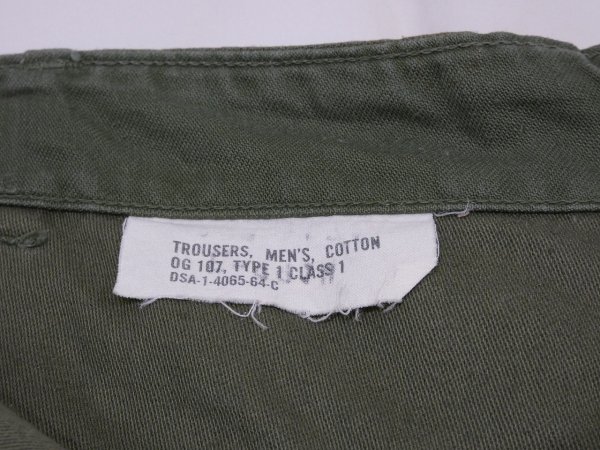 TROUSERS, MEN'S, COTTON
OG 107, TYPE 1 CLASS 1
DSA-1-4065-64-C